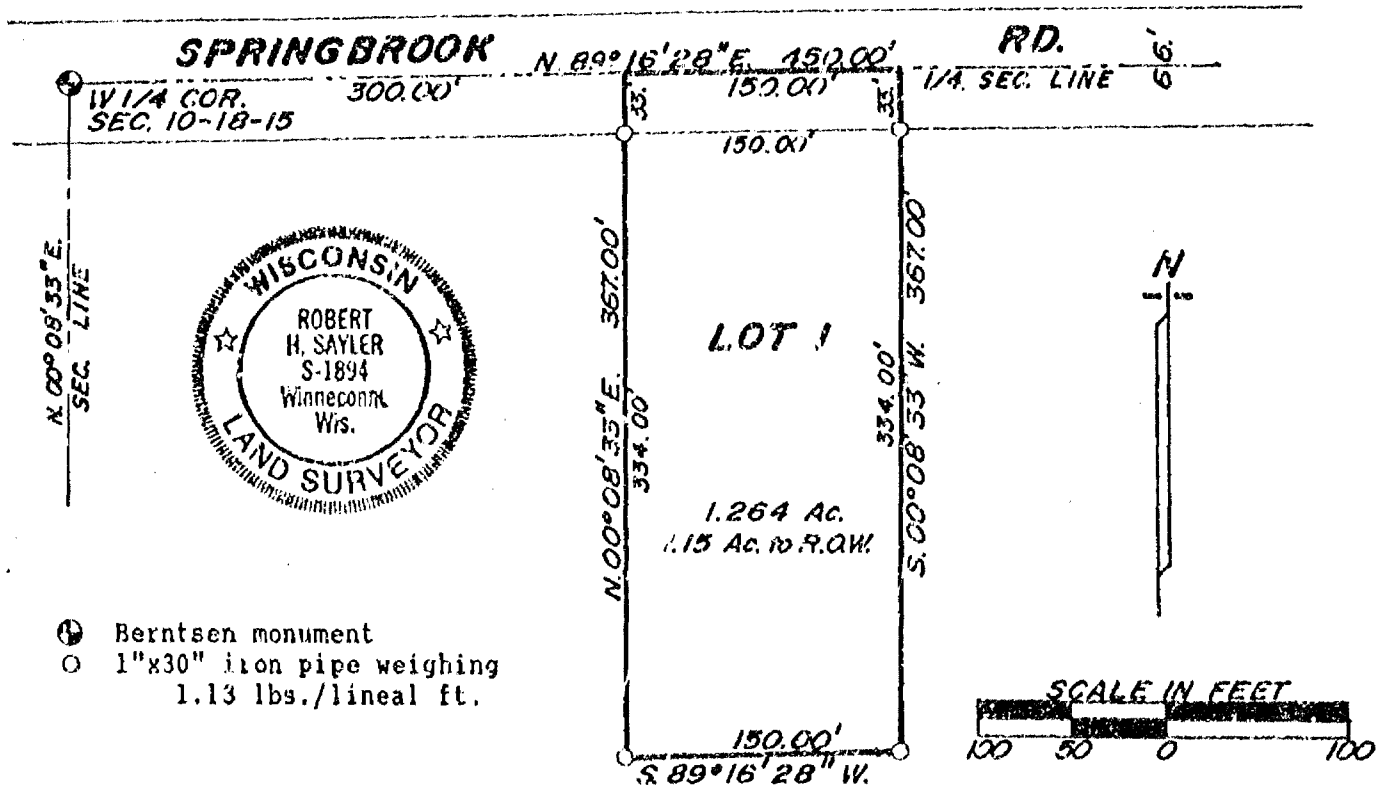 SPRINGBROOK RD.
N. 89°16'28"E. 450.00'
66.'
300.00'
150.00'
1/4 SEC. LINE
W 1/4 COR.
SEC. 10-18-15
33.'
33.'
150.00'
N. 00°08'33"E.
SEC. LINE
WISCONSIN
LAND SURVEYOR
ROBERT
H. SAYLER
S-1894
Winneconne
Wis.
N. 00°08'33"E. 367.00'
334.00'
LOT 1
334.00'
S. 00°08'33"W. 367.00'
1.264 Ac.
1.15 Ac. to R.O.W.
N
Berntsen monument
1"x30" iron pipe weighing
1.13 lbs./lineal ft.
150.00'
S. 89°16'28"W.
SCALE IN FEET
100 50 0 100